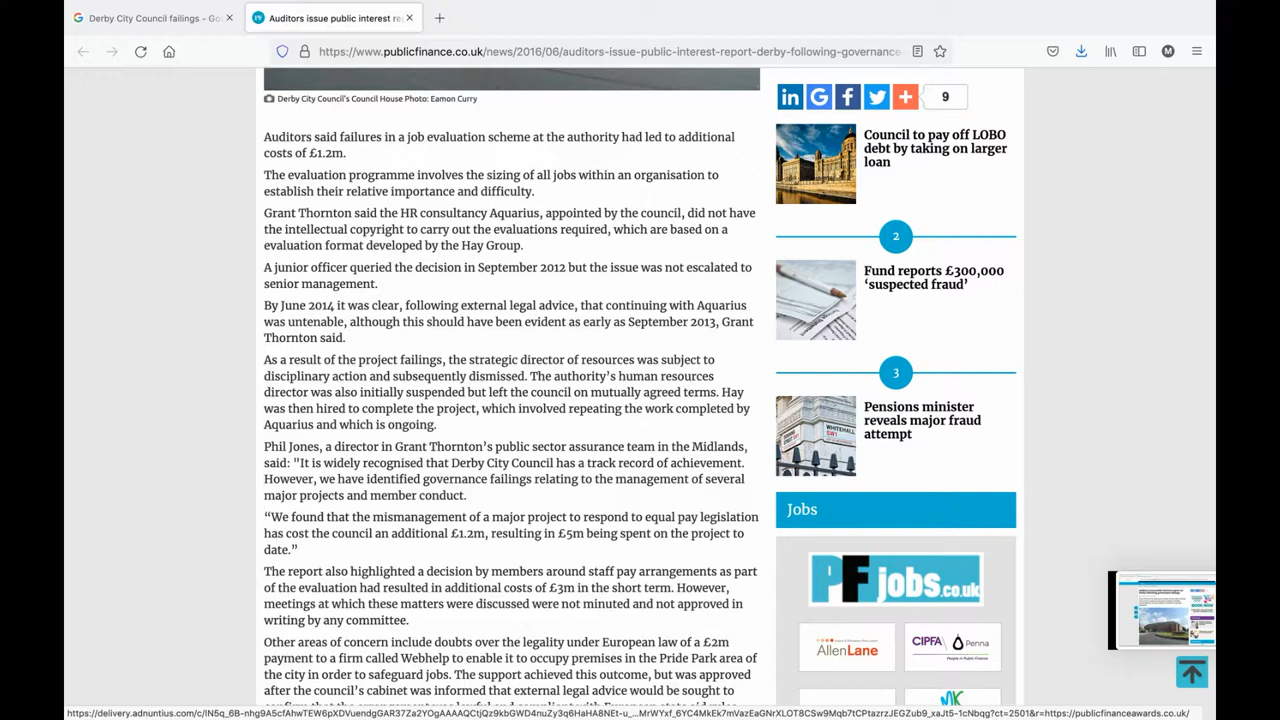 Derby City Council failings - Go
Auditors issue public interest re
https://www.publicfinance.co.uk/news/2016/06/auditors-issue-public-interest-report-derby-following-governance-
M
Derby City Council's Council House Photo: Eamon Curry
Auditors said failures in a job evaluation scheme at the authority had led to additional
costs of £1.2m.
The evaluation programme involves the sizing of all jobs within an organisation to
establish their relative importance and difficulty.
Grant Thornton said the HR consultancy Aquarius, appointed by the council, did not have
the intellectual copyright to carry out the evaluations required, which are based on a
evaluation format developed by the Hay Group.
A junior officer queried the decision in September 2012 but the issue was not escalated to
senior management.
By June 2014 it was clear, following external legal advice, that continuing with Aquarius
was untenable, although this should have been evident as early as September 2013, Grant
Thornton said.
As a result of the project failings, the strategic director of resources was subject to
disciplinary action and subsequently dismissed. The authority's human resources
director was also initially suspended but left the council on mutually agreed terms. Hay
was then hired to complete the project, which involved repeating the work completed by
Aquarius and which is ongoing.
Phil Jones, a director in Grant Thornton's public sector assurance team in the Midlands,
said: "It is widely recognised that Derby City Council has a track record of achievement.
However, we have identified governance failings relating to the management of several
major projects and member conduct.
“We found that the mismanagement of a major project to respond to equal pay legislation
has cost the council an additional £1.2m, resulting in £5m being spent on the project to
date.”
The report also highlighted a decision by members around staff pay arrangements as part
of the evaluation had resulted in additional costs of £3m in the short term. However,
meetings at which these matters were discussed were not minuted and not approved in
writing by any committee.
Other areas of concern include doubts over the legality under European law of a £2m
payment to a firm called Webhelp to enable it to occupy premises in the Pride Park area of
the city in order to safeguard jobs. The effort achieved this outcome, but was approved
after the council's cabinet was informed that external legal advice would be sought to
9
Council to pay off LOBO
debt by taking on larger
loan
2
Fund reports £300,000
‘suspected fraud’
3
Pensions minister
reveals major fraud
attempt
WHITEHALL
SW1
Jobs
PFjobs.co.uk
AllenLane
CIPFA Penna